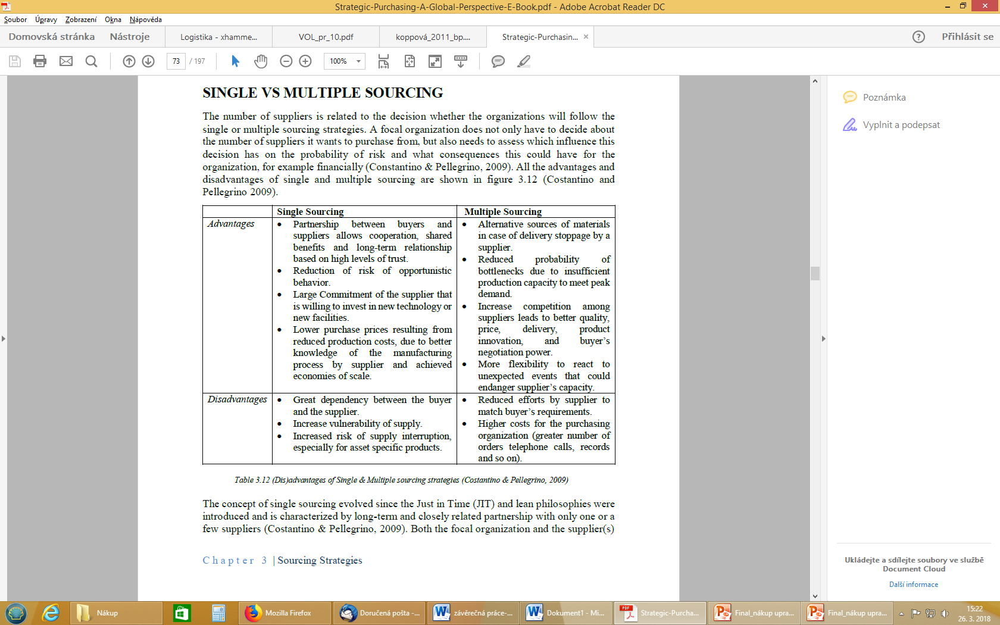 Strategic-Purchasing-A-Global-Perspective-E-Book.pdf - Adobe Acrobat Reader DC
Soubor Úpravy Zobrazení Okna Nápověda
Domovská stránka Nástroje Logistika - xhamme... VOL_pr_10.pdf koppová_2011_bp.... Strategic-Purchasin... × Přihlásit se
73 / 197 100%
SINGLE VS MULTIPLE SOURCING
The number of suppliers is related to the decision whether the organizations will follow the
single or multiple sourcing strategies. A focal organization does not only have to decide about
the number of suppliers it wants to purchase from, but also needs to assess which influence this
decision has on the probability of risk and what consequences this could have for the
organization, for example financially (Constantino & Pellegrino, 2009). All the advantages and
disadvantages of single and multiple sourcing are shown in figure 3.12 (Costantino and
Pellegrino 2009).
Single Sourcing
Multiple Sourcing
Advantages
• Partnership between buyers and
suppliers allows cooperation, shared
benefits and long-term relationship
based on high levels of trust.
• Reduction of risk of opportunistic
behavior.
• Large Commitment of the supplier that
is willing to invest in new technology or
new facilities.
• Lower purchase prices resulting from
reduced production costs, due to better
knowledge of the manufacturing
process by supplier and achieved
economies of scale.
• Alternative sources of materials
in case of delivery stoppage by a
supplier.
• Reduced probability of
bottlenecks due to insufficient
production capacity to meet peak
demand.
• Increase competition among
suppliers leads to better quality,
price, delivery, product
innovation, and buyer's
negotiation power.
• More flexibility to react to
unexpected events that could
endanger supplier's capacity.
Disadvantages
• Great dependency between the buyer
and the supplier.
• Increase vulnerability of supply.
• Increased risk of supply interruption,
especially for asset specific products.
• Reduced efforts by supplier to
match buyer's requirements.
• Higher costs for the purchasing
organization (greater number of
orders telephone calls, records
and so on).
Table 3.12 (Dis)advantages of Single & Multiple sourcing strategies (Costantino & Pellegrino, 2009)
The concept of single sourcing evolved since the Just in Time (JIT) and lean philosophies were
introduced and is characterized by long-term and closely related partnership with only one or a
few suppliers (Costantino & Pellegrino, 2009). Both the focal organization and the supplier(s)
Chapter 3 | Sourcing Strategies
Poznámka
Vyplnit a podepsat
Ukládejte a sdílejte soubory ve službě
Document Cloud
Další informace
Nákup Mozilla Firefox Doručená pošta -... závěrečná práce-... Dokument1 - Mi... Strategic-Purcha... Final_nákup upra... Final_nákup upra...
15:22
26. 3. 2018